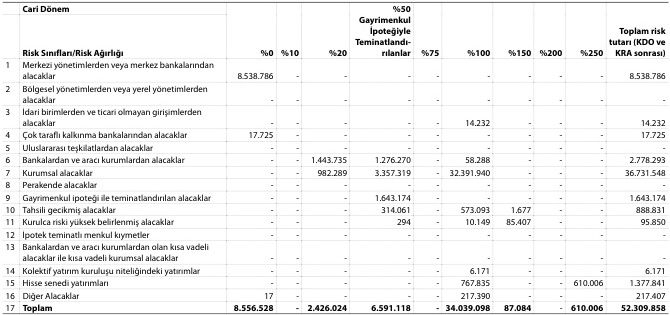 Cari Dönem %50
Gayrimenkul
İpoteğiyle
Teminatlandı- Toplam risk
rılanlar tutarı (KDO ve
Risk Sınıfları/Risk Ağırlığı %0 %10 %20 %75 %100 %150 %200 %250 KRA sonrası)
1 Merkezi yönetimlerden veya merkez bankalarından
alacaklar 8.538.786 - - - - - - - - 8.538.786
2 Bölgesel yönetimlerden veya yerel yönetimlerden
alacaklar - - - - - - - - - -
3 İdari birimlerden ve ticari olmayan girişimlerden
alacaklar - - - - - 14.232 - - - 14.232
4 Çok taraflı kalkınma bankalarından alacaklar 17.725 - - - - - - - - 17.725
5 Uluslararası teşkilatlardan alacaklar - - - - - - - - - -
6 Bankalardan ve aracı kurumlardan alacaklar - - 1.443.735 1.276.270 - 58.288 - - - 2.778.293
7 Kurumsal alacaklar - - 982.289 3.357.319 - 32.391.940 - - - 36.731.548
8 Perakende alacaklar - - - - - - - - - -
9 Gayrimenkul ipoteği ile teminatlandırılan alacaklar - - - 1.643.174 - - - - - 1.643.174
10 Tahsili gecikmiş alacaklar - - - 314.061 - 573.093 1.677 - - 888.831
11 Kurulca riski yüksek belirlenmiş alacaklar - - - 294 - 10.149 85.407 - - 95.850
12 İpotek teminatlı menkul kıymetler - - - - - - - - - -
13 Bankalardan ve aracı kurumlardan olan kısa vadeli
alacaklar ile kısa vadeli kurumsal alacaklar - - - - - - - - - -
14 Kolektif yatırım kuruluşu niteliğindeki yatırımlar - - - - - 6.171 - - - 6.171
15 Hisse senedi yatırımları - - - - - 767.835 - - 610.006 1.377.841
16 Diğer Alacaklar 17 - - - - 217.390 - - - 217.407
17 Toplam 8.556.528 - 2.426.024 6.591.118 - 34.039.098 87.084 - 610.006 52.309.858